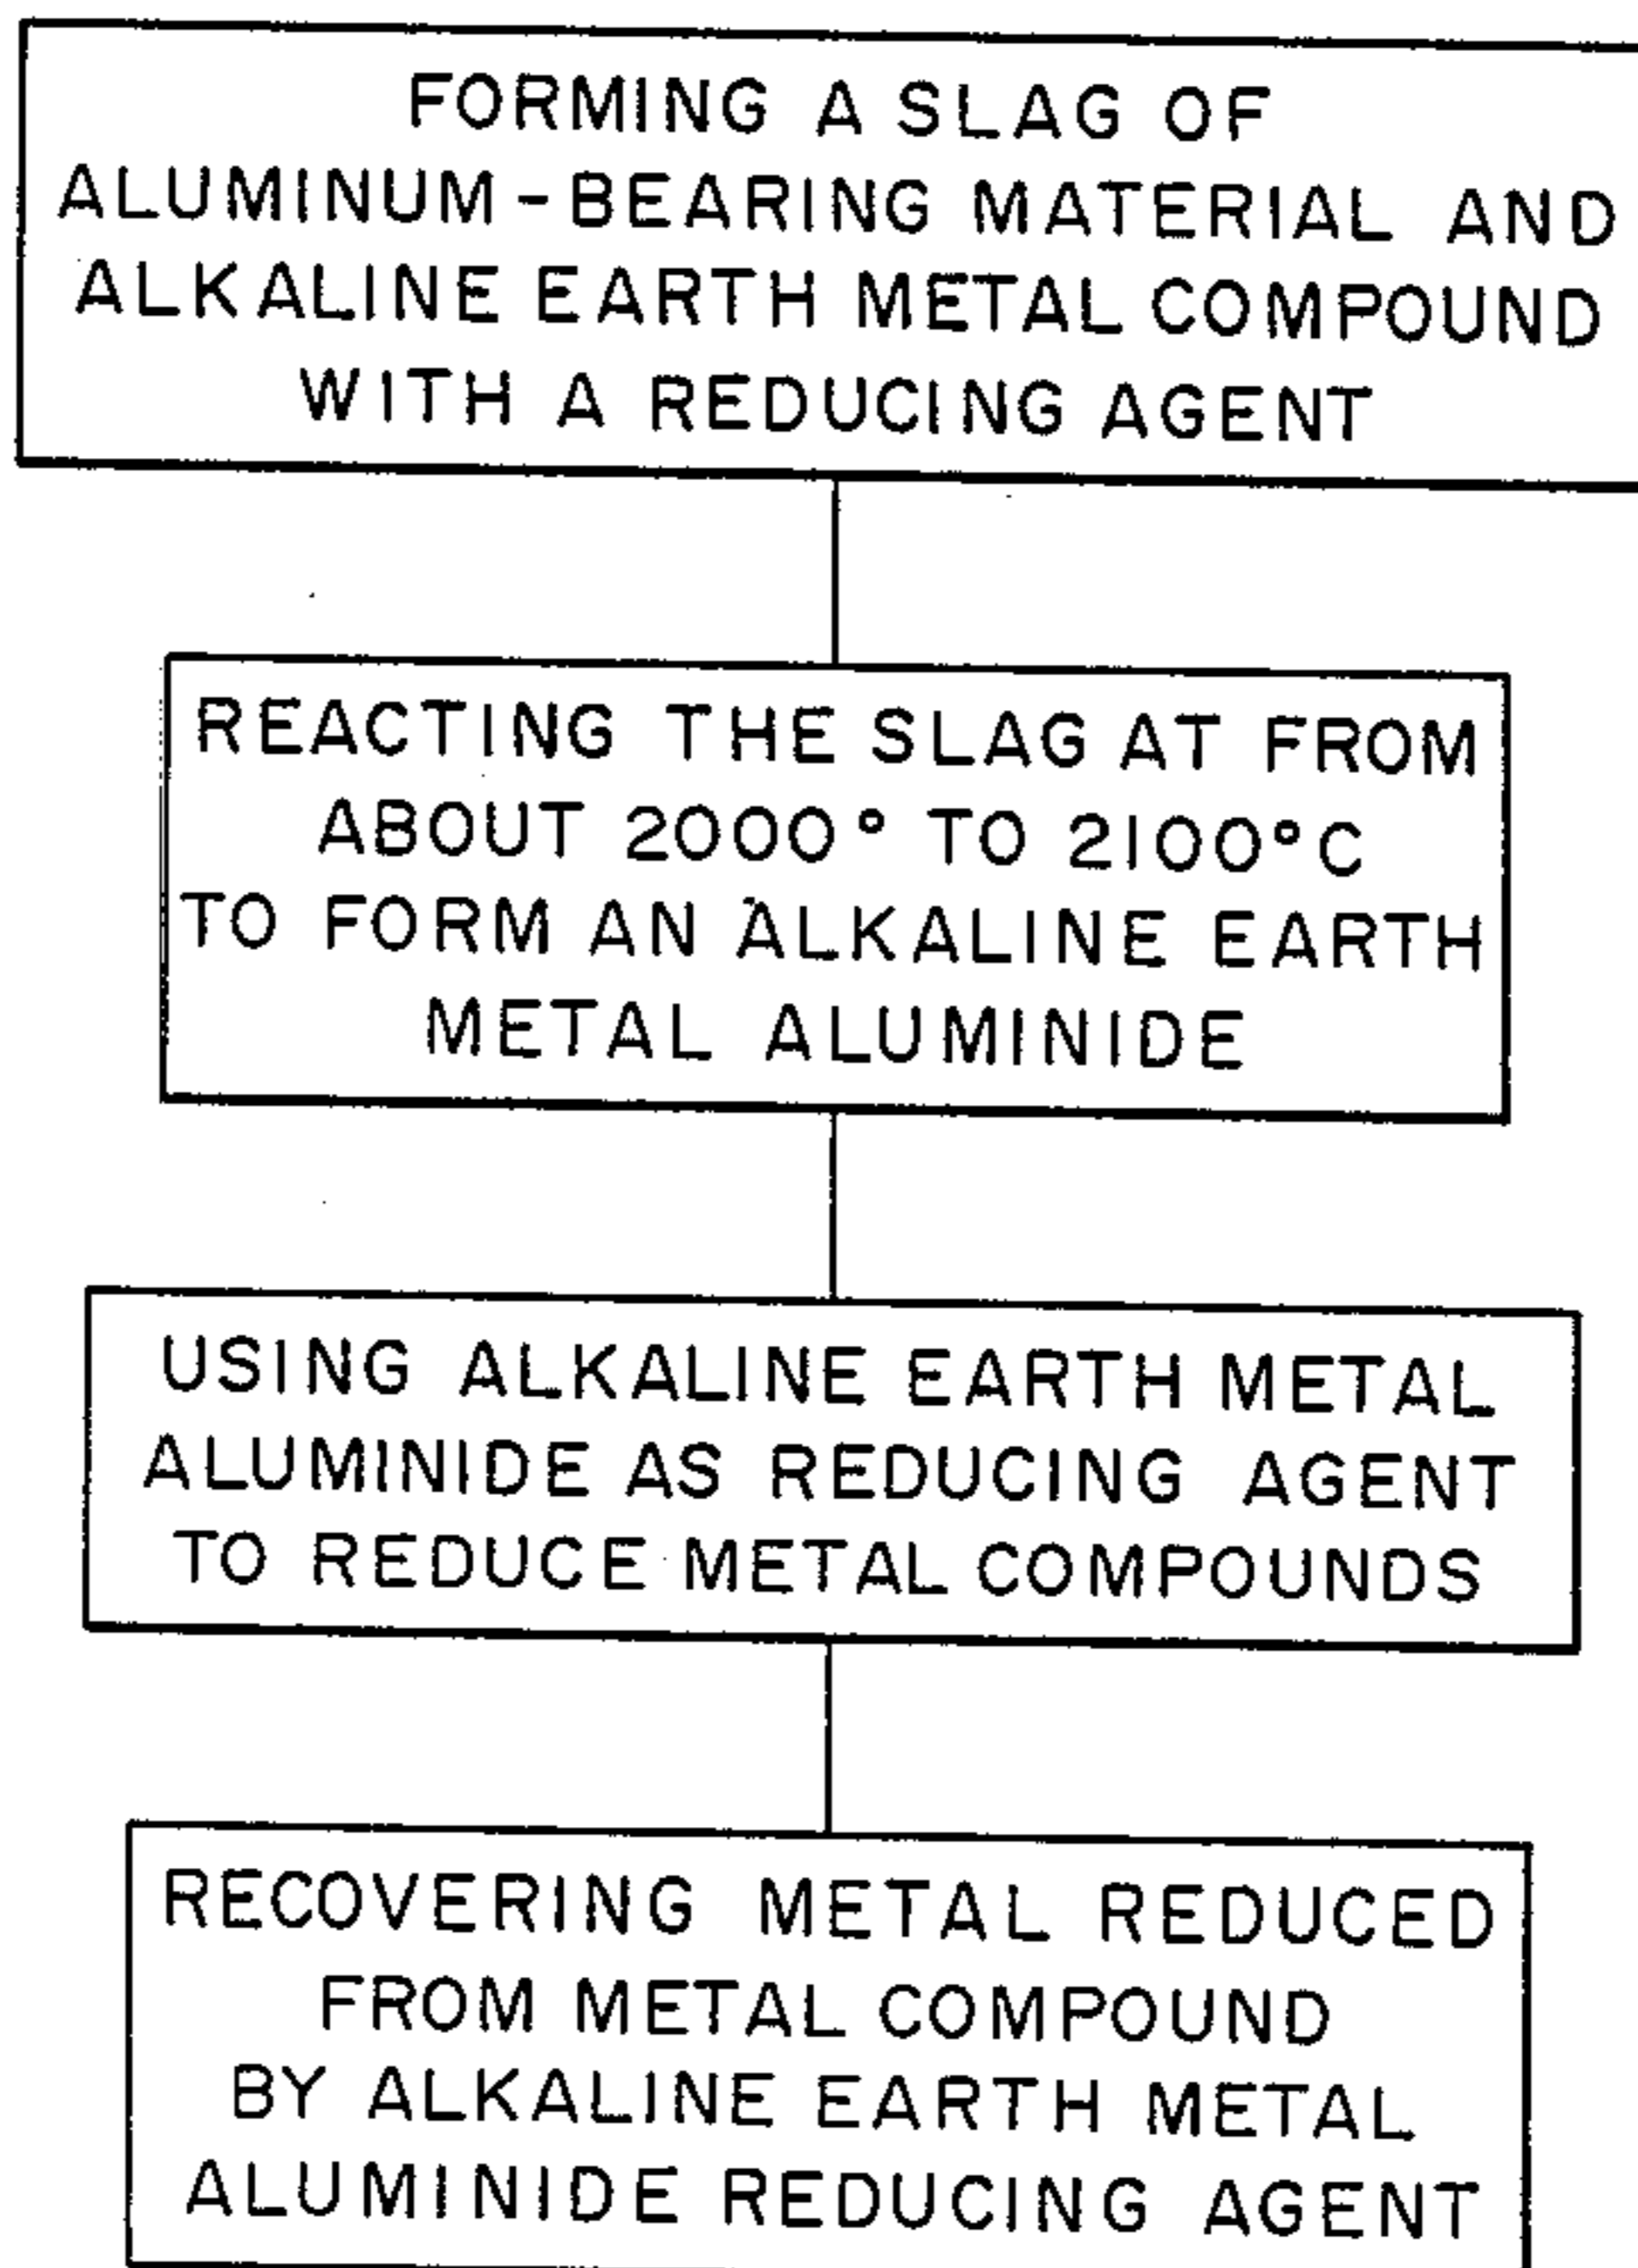 FORMING A SLAG OF
ALUMINUM-BEARING MATERIAL AND
ALKALINE EARTH METAL COMPOUND
WITH A REDUCING AGENT
REACTING THE SLAG AT FROM
ABOUT 2000° TO 2100°C
TO FORM AN ALKALINE EARTH
METAL ALUMINIDE
USING ALKALINE EARTH METAL
ALUMINIDE AS REDUCING AGENT
TO REDUCE METAL COMPOUNDS
RECOVERING METAL REDUCED
FROM METAL COMPOUND
BY ALKALINE EARTH METAL
ALUMINIDE REDUCING AGENT